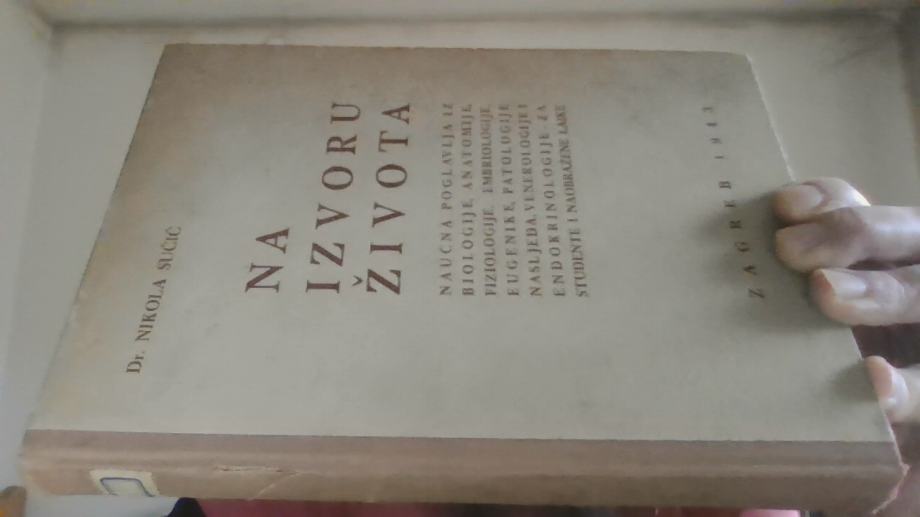 Dr. NIKOLA SUČIĆ
NA
IZVORU
ŽIVOTA
NAUČNA POGLAVLJA IZ
BIOLOGIJE, ANATOMIJE,
FIZIOLOGIJE, EMBRIOLOGIJE,
EUGENIKE, PATOLOGIJE
NASLJEĐA, VENEROLOGIJE I
ENDOKRINOLOGIJE ZA
STUDENTE I NAOBRAŽENE LAIKE
ZAGREB 1943